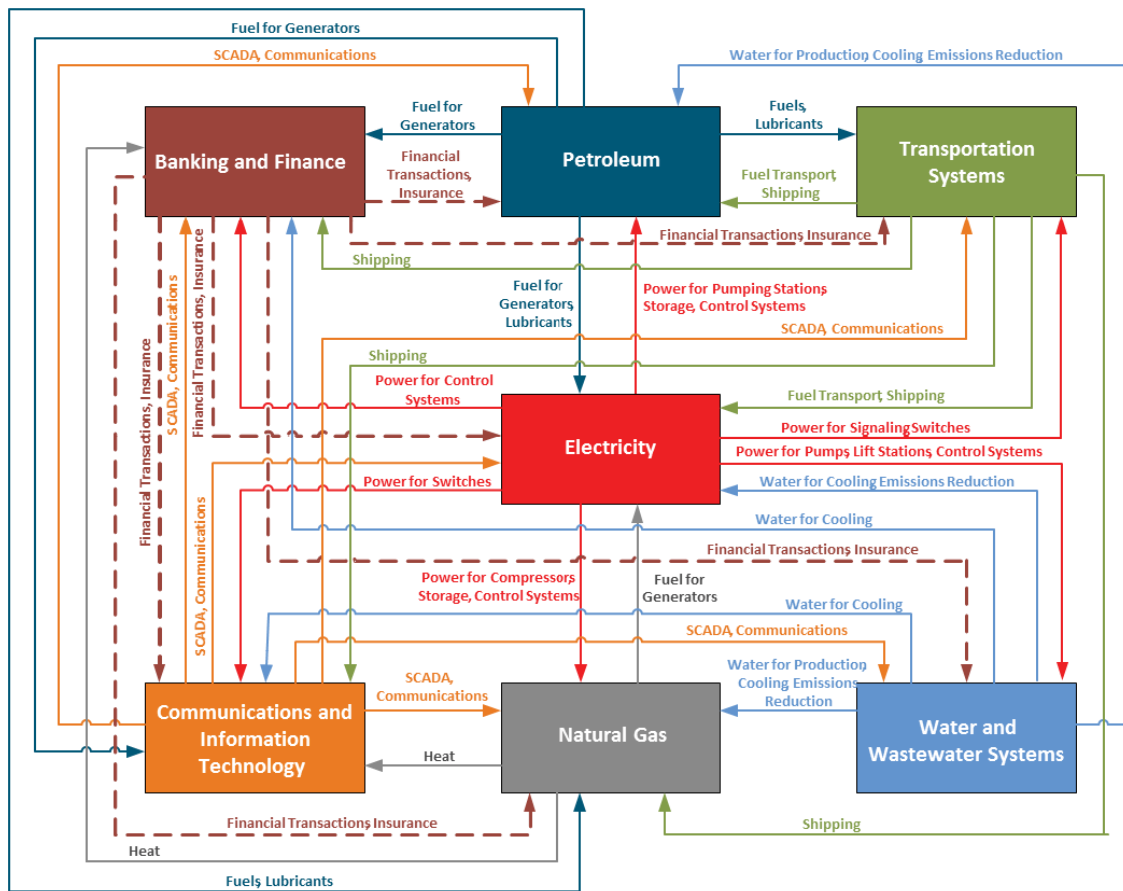 Fuel for Generators
SCADA, Communications
Water for Production, Cooling Emissions Reduction
Fuel for
Generators
Fuels,
Lubricants
Banking and Finance
Financial
Transactions,
Insurance
Petroleum
Transportation
Systems
Fuel Transport, Shipping
Financial Transactions, Insurance
Shipping
Fuel for
Generators,
Lubricants
Power for Pumping Stations,
Storage, Control Systems
SCADA, Communications
Shipping
Power for Control
Systems
Fuel Transport, Shipping
Financial Transactions, Insurance
SCADA, Communications
Financial Transactions, Insurance
SCADA, Communications
Electricity
Power for Signaling Switches
Power for Pumps, Lift Stations, Control Systems
Power for Switches
Water for Cooling Emissions Reduction
Water for Cooling
Financial Transactions, Insurance
Power for Compressor,
Storage, Control Systems
Fuel for
Generators
Water for Cooling
SCADA, Communications
SCADA,
Communications
Water for Production,
Cooling Emissions
Reduction
Communications and
Information
Technology
Natural Gas
Water and
Wastewater Systems
Heat
Financial Transactions, Insurance
Shipping
Heat
Fuels, Lubricants